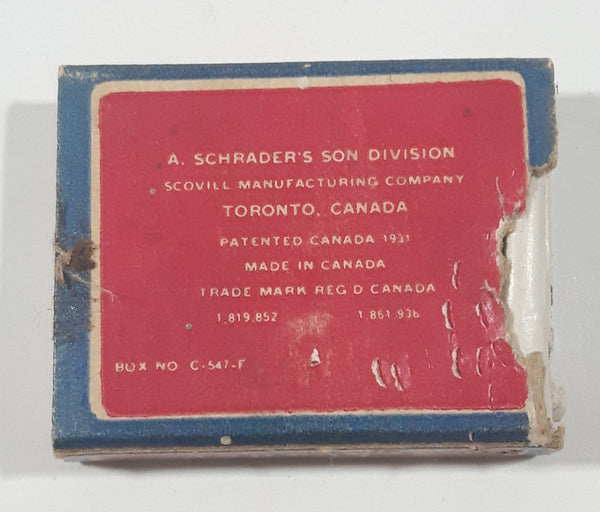 A. SCHRADER'S SON DIVISION
SCOVILL MANUFACTURING COMPANY
TORONTO, CANADA
PATENTED CANADA 1931
MADE IN CANADA
TRADE MARK REG'D CANADA
1,819,852 1,861,936
BOX NO C-547-F